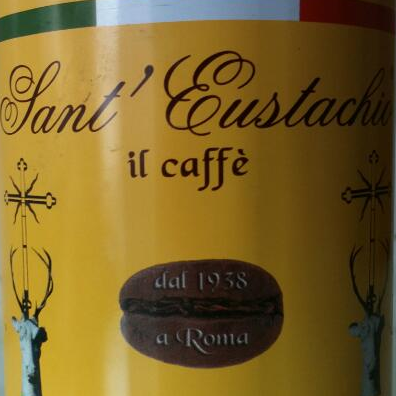 Sant' Eustachio
il caffè
dal 1938
a Roma